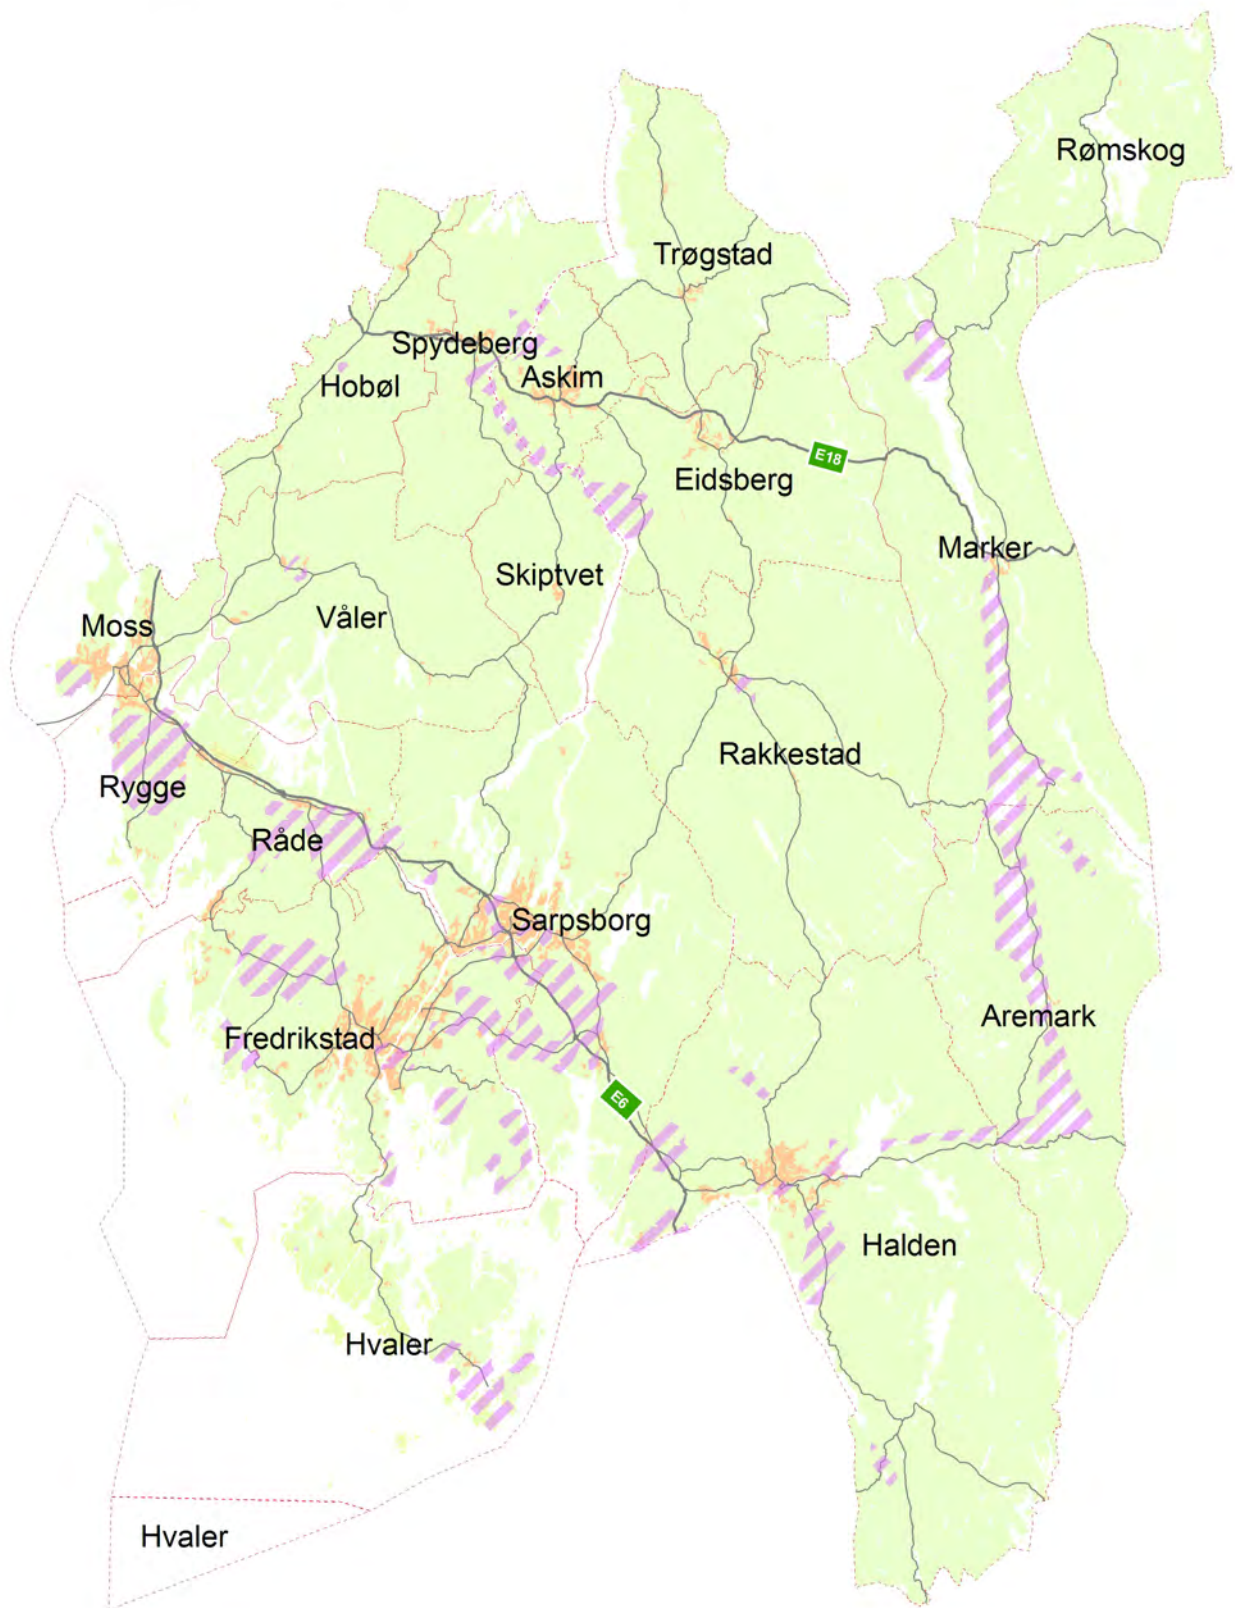 Rømskog
Trøgstad
Spydeberg
Askim
Hobøl
E18
Eidsberg
Marker
Skiptvet
Våler
Moss
Rakkestad
Rygge
Råde
Sarpsborg
Aremark
Fredrikstad
E6
Halden
Hvaler
Hvaler